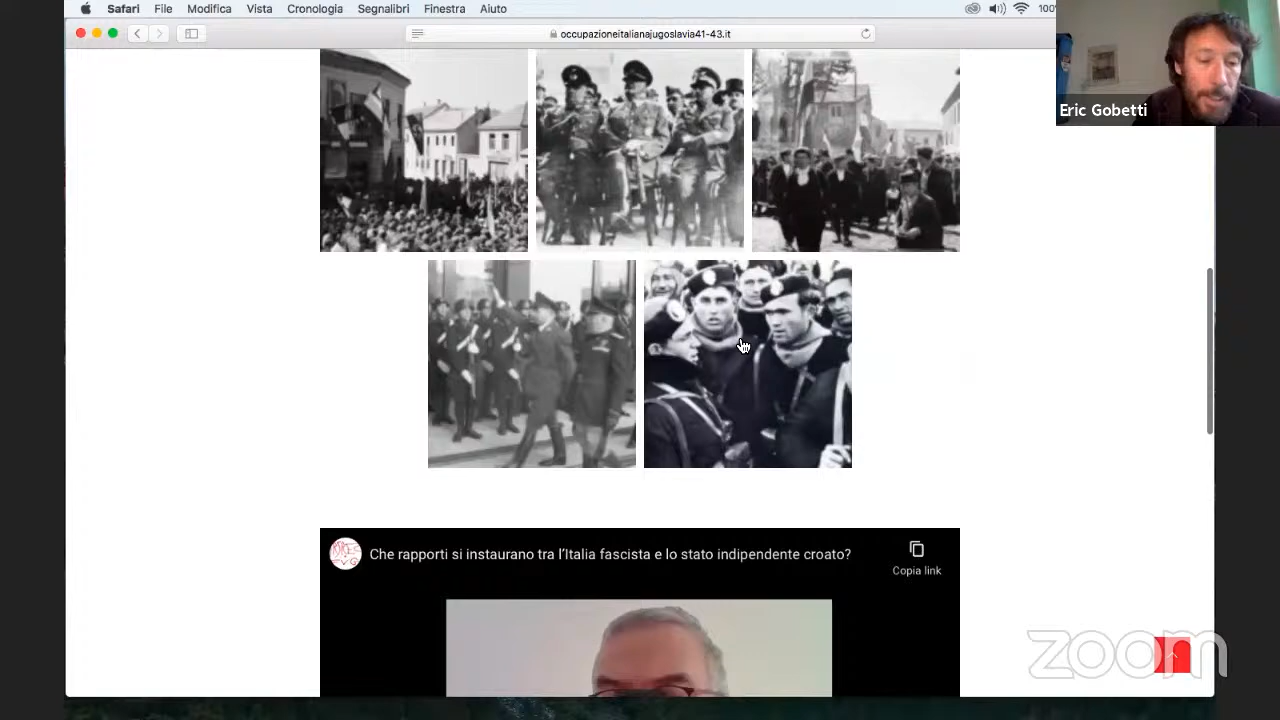 Safari File Modifica Vista Cronologia Segnalibri Finestra Aiuto 100%
occupazioneitalianajugoslavia41-43.it
Eric Gobetti
Che rapporti si instaurano tra l'Italia fascista e lo stato indipendente croato?
Copia link
zoom